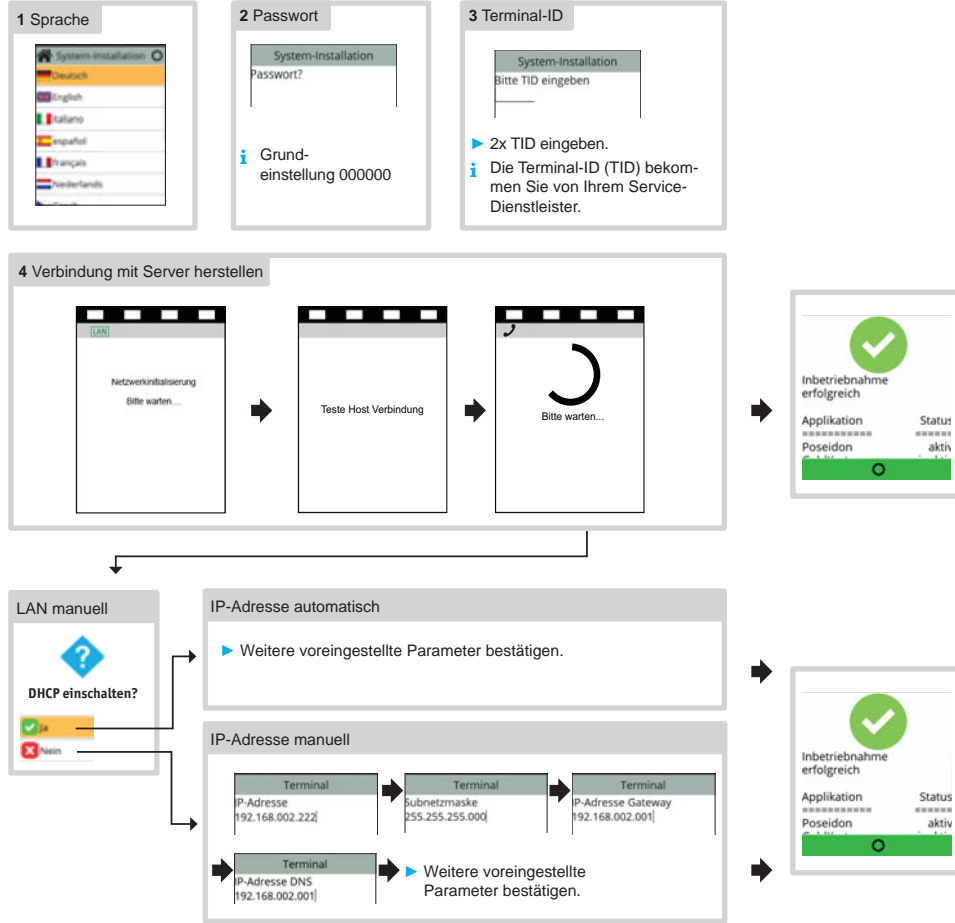 1 Sprache
System-Installation
Deutsch
English
italiano
español
français
Nederlands
2 Passwort
System-Installation
Passwort?
i Grund-
einstellung 000000
3 Terminal-ID
System-Installation
Bitte TID eingeben
► 2x TID eingeben.
i Die Terminal-ID (TID) bekom-
men Sie von Ihrem Service-
Dienstleister.
4 Verbindung mit Server herstellen
LAN
Netzwerkinitialisierung
Bitte warten...
Teste Host Verbindung
Bitte warten...
Inbetriebnahme
erfolgreich
Applikation Status
=========== ======
Poseidon aktiv
LAN manuell
?
DHCP einschalten?
Ja
Nein
IP-Adresse automatisch
► Weitere voreingestellte Parameter bestätigen.
IP-Adresse manuell
Terminal
IP-Adresse
192.168.002.222
Terminal
Subnetzmaske
255.255.255.000
Terminal
IP-Adresse Gateway
192.168.002.001
Terminal
IP-Adresse DNS
192.168.002.001
► Weitere voreingestellte
Parameter bestätigen.
Inbetriebnahme
erfolgreich
Applikation Status
=========== ======
Poseidon aktiv